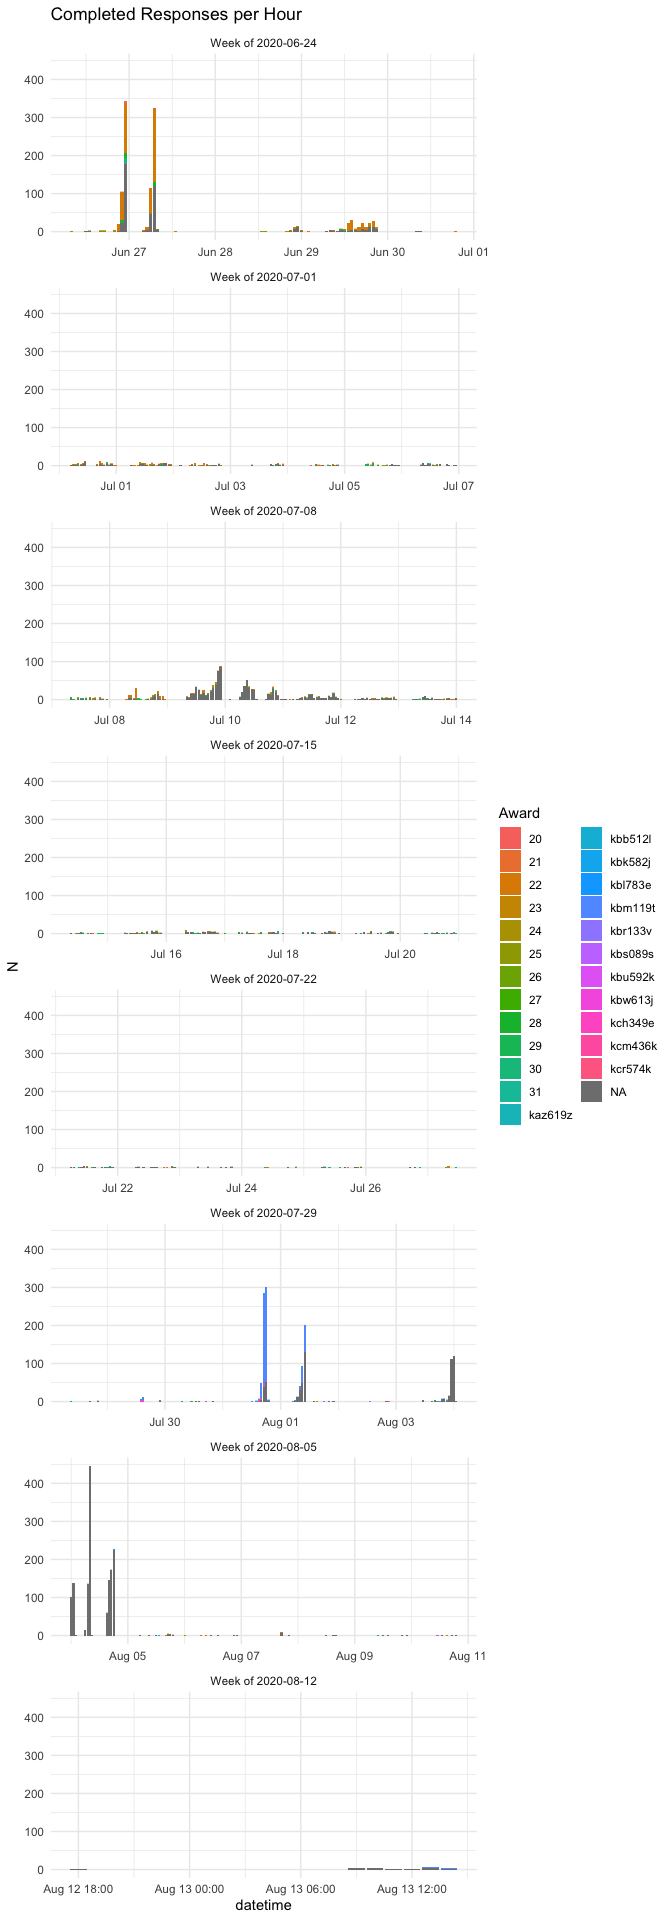 Completed Responses per Hour
Week of 2020-06-24
400
300
200
100
0
Jun 27 Jun 28 Jun 29 Jun 30 Jul 01
Week of 2020-07-01
400
300
200
100
0
Jul 01 Jul 03 Jul 05 Jul 07
Week of 2020-07-08
400
300
200
100
0
Jul 08 Jul 10 Jul 12 Jul 14
Week of 2020-07-15
400
300
200
100
0
Jul 16 Jul 18 Jul 20
Week of 2020-07-22
400
300
200
100
0
Jul 22 Jul 24 Jul 26
Week of 2020-07-29
400
300
200
100
0
Jul 30 Aug 01 Aug 03
Week of 2020-08-05
400
300
200
100
0
Aug 05 Aug 07 Aug 09 Aug 11
Week of 2020-08-12
400
300
200
100
0
Aug 12 18:00 Aug 13 00:00 Aug 13 06:00 Aug 13 12:00
datetime
N
Award
20
21
22
23
24
25
26
27
28
29
30
31
kaz619z
kbb512l
kbk582j
kbl783e
kbm119t
kbr133v
kbs089s
kbu592k
kbw613j
kch349e
kcm436k
kcr574k
NA